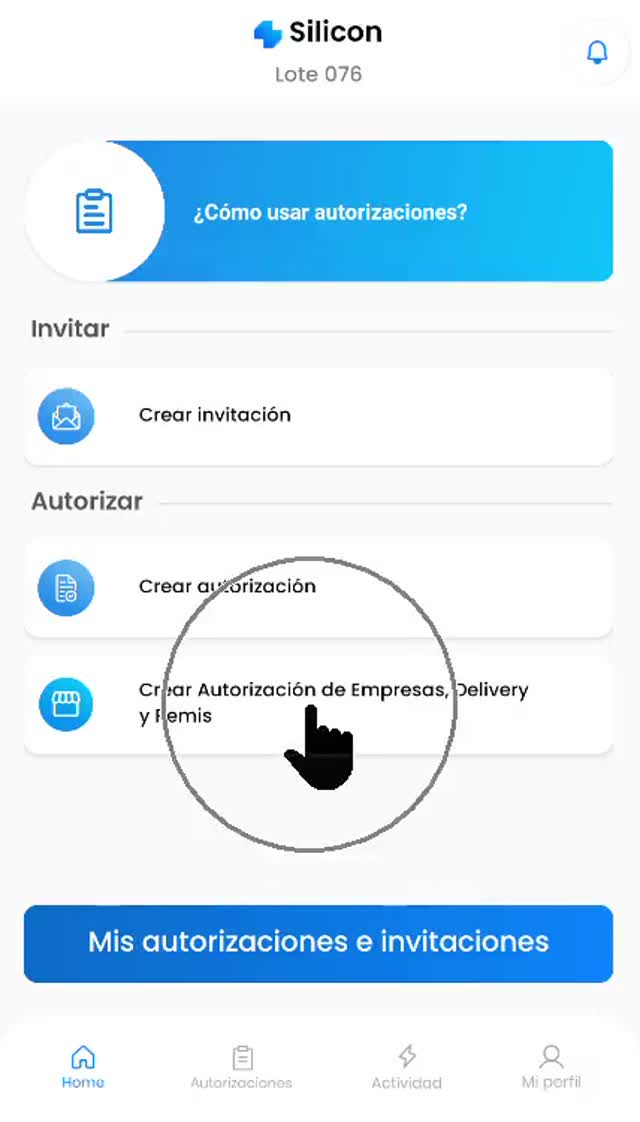 Silicon
Lote 076
¿Cómo usar autorizaciones?
Invitar
Crear invitación
Autorizar
Crear autorización
Crear Autorización de Empresas, Delivery
y Remis
Mis autorizaciones e invitaciones
Home
Autorizaciones
Actividad
Mi perfil